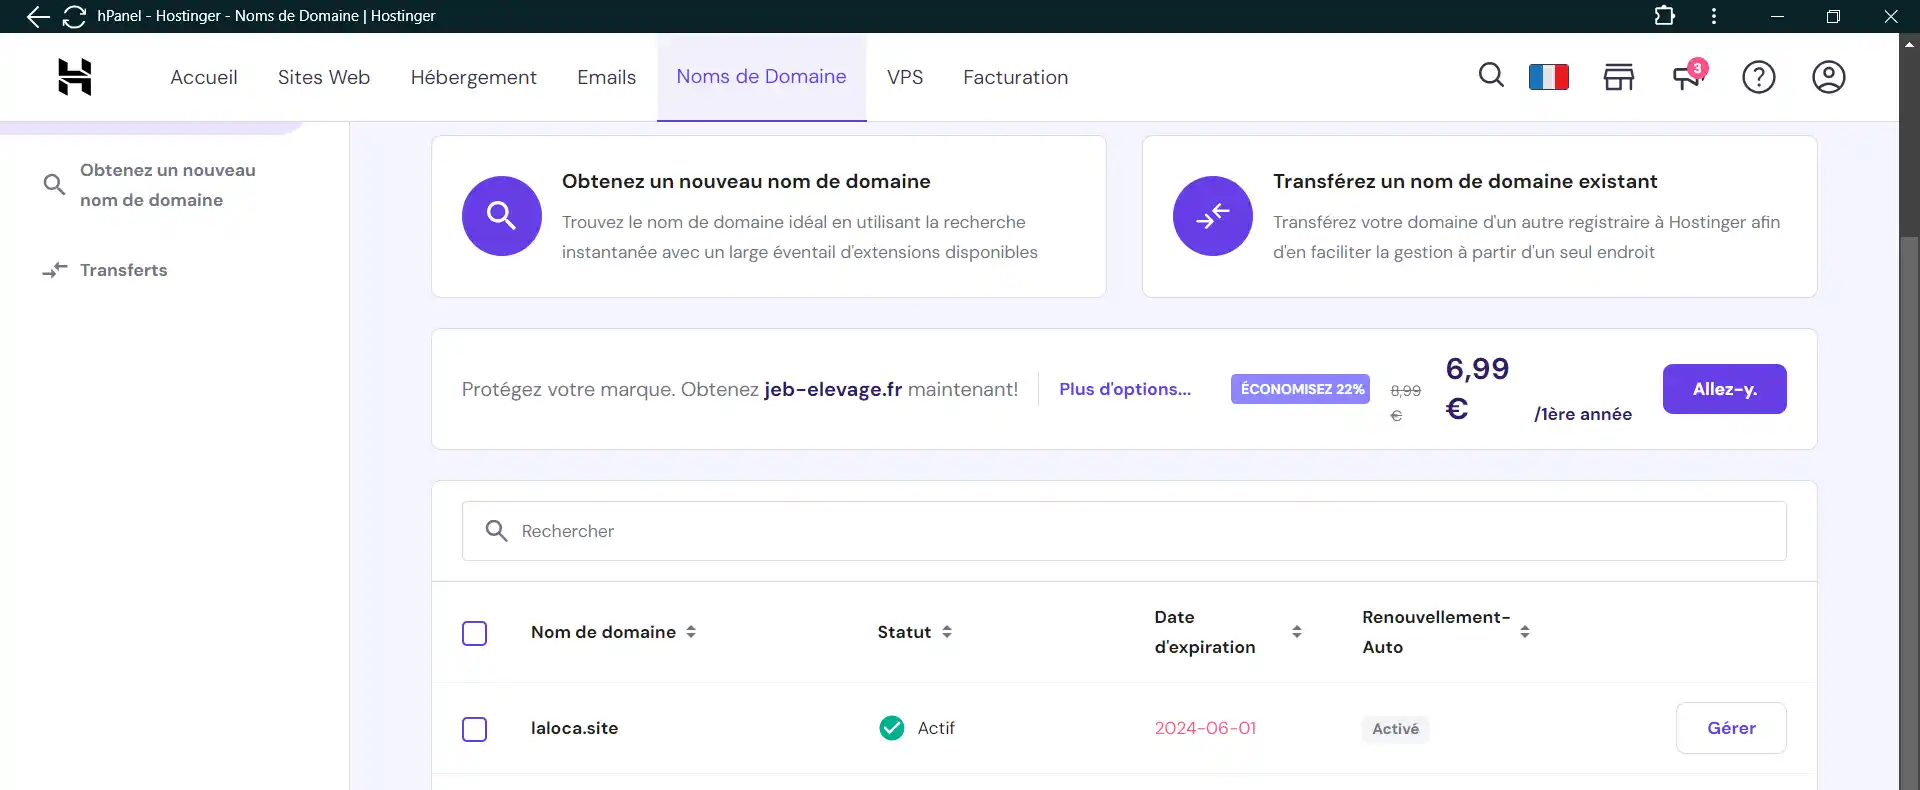 hPanel - Hostinger - Noms de Domaine | Hostinger
Accueil Sites Web Hébergement Emails Noms de Domaine VPS Facturation 3
Obtenez un nouveau
nom de domaine
Transferts
Obtenez un nouveau nom de domaine
Trouvez le nom de domaine idéal en utilisant la recherche
instantanée avec un large éventail d'extensions disponibles
Transférez un nom de domaine existant
Transférez votre domaine d'un autre registraire à Hostinger afin
d'en faciliter la gestion à partir d'un seul endroit
Protégez votre marque. Obtenez jeb-elevage.fr maintenant! Plus d'options... ÉCONOMISEZ 22%
8,99
€
6,99
€
/1ère année
Allez-y.
Rechercher
Nom de domaine Statut
Date
d'expiration
Renouvellement-
Auto
laloca.site Actif 2024-06-01 Activé Gérer